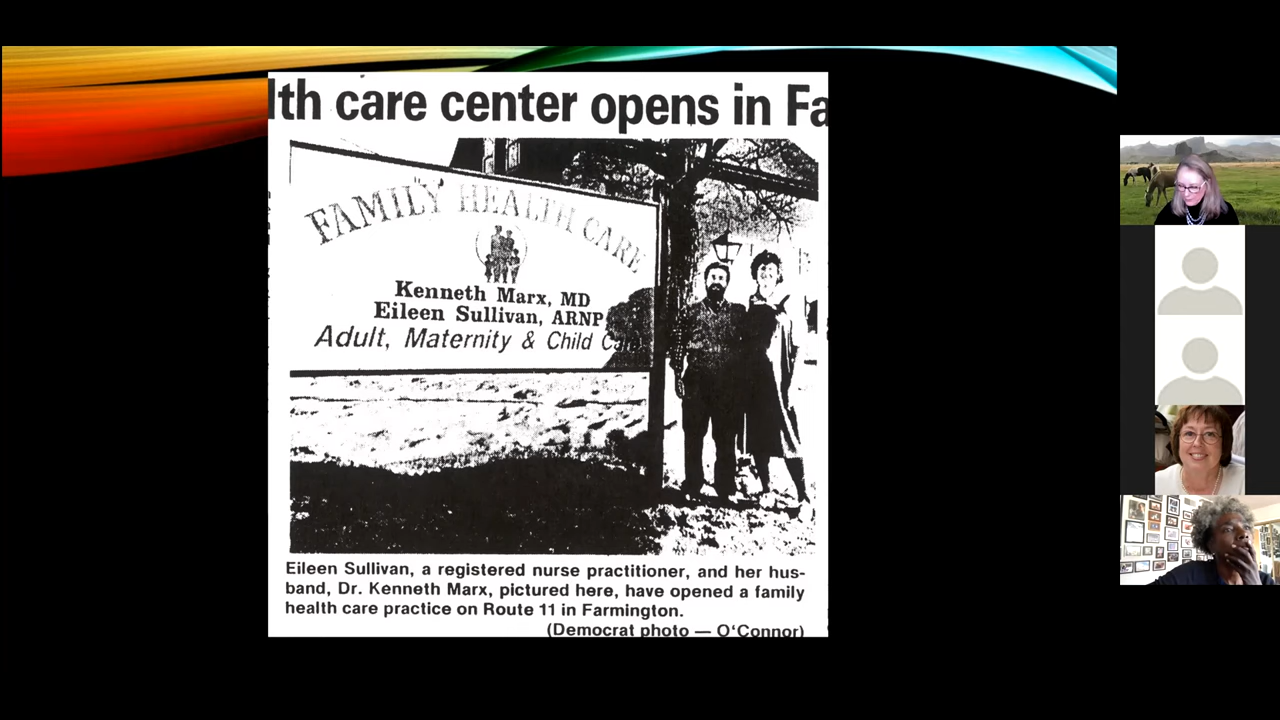 lth care center opens in Fa
FAMILY HEALTH CARE
Kenneth Marx, MD
Eileen Sullivan, ARNP
Adult, Maternity & Child Care
Eileen Sullivan, a registered nurse practitioner, and her hus-
band, Dr. Kenneth Marx, pictured here, have opened a family
health care practice on Route 11 in Farmington.
(Democrat photo — O‘Connor)